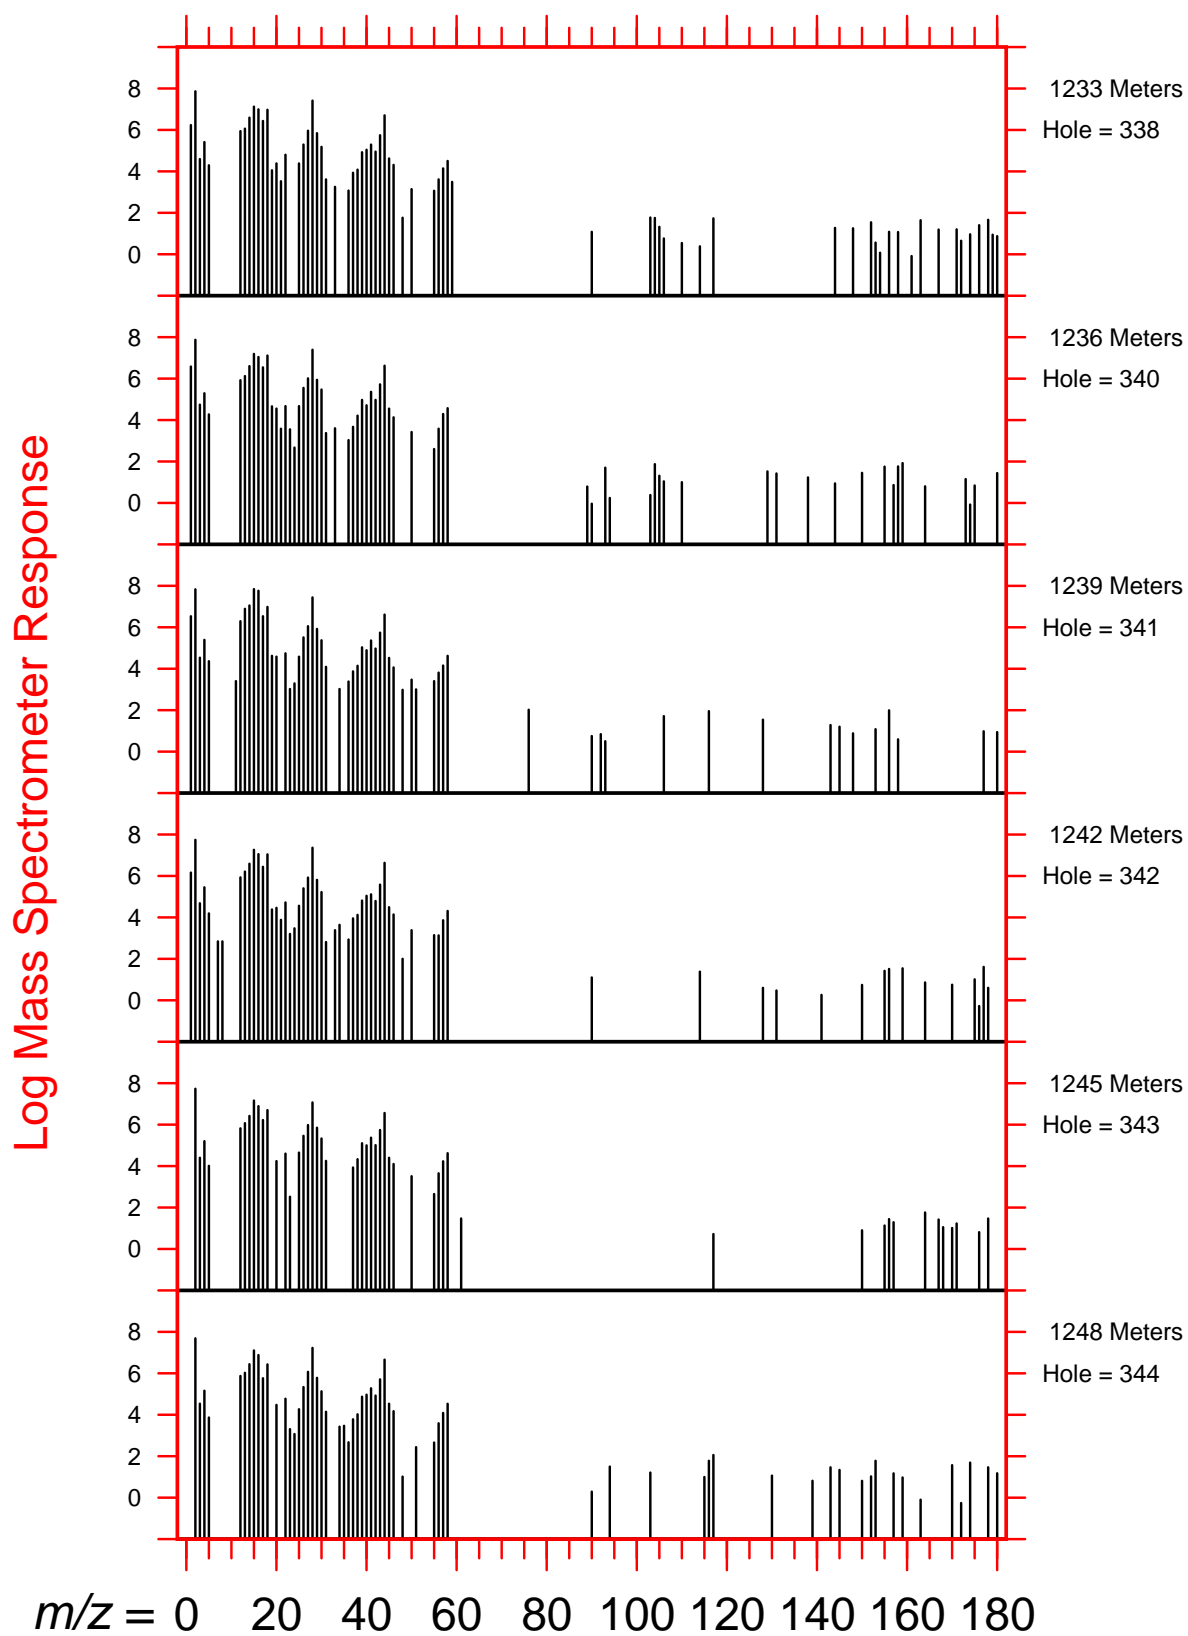 Log Mass Spectrometer Response
8
6
4
2
0
1233 Meters
Hole = 338
8
6
4
2
0
1236 Meters
Hole = 340
8
6
4
2
0
1239 Meters
Hole = 341
8
6
4
2
0
1242 Meters
Hole = 342
8
6
4
2
0
1245 Meters
Hole = 343
8
6
4
2
0
1248 Meters
Hole = 344
m/z = 0 20 40 60 80 100 120 140 160 180